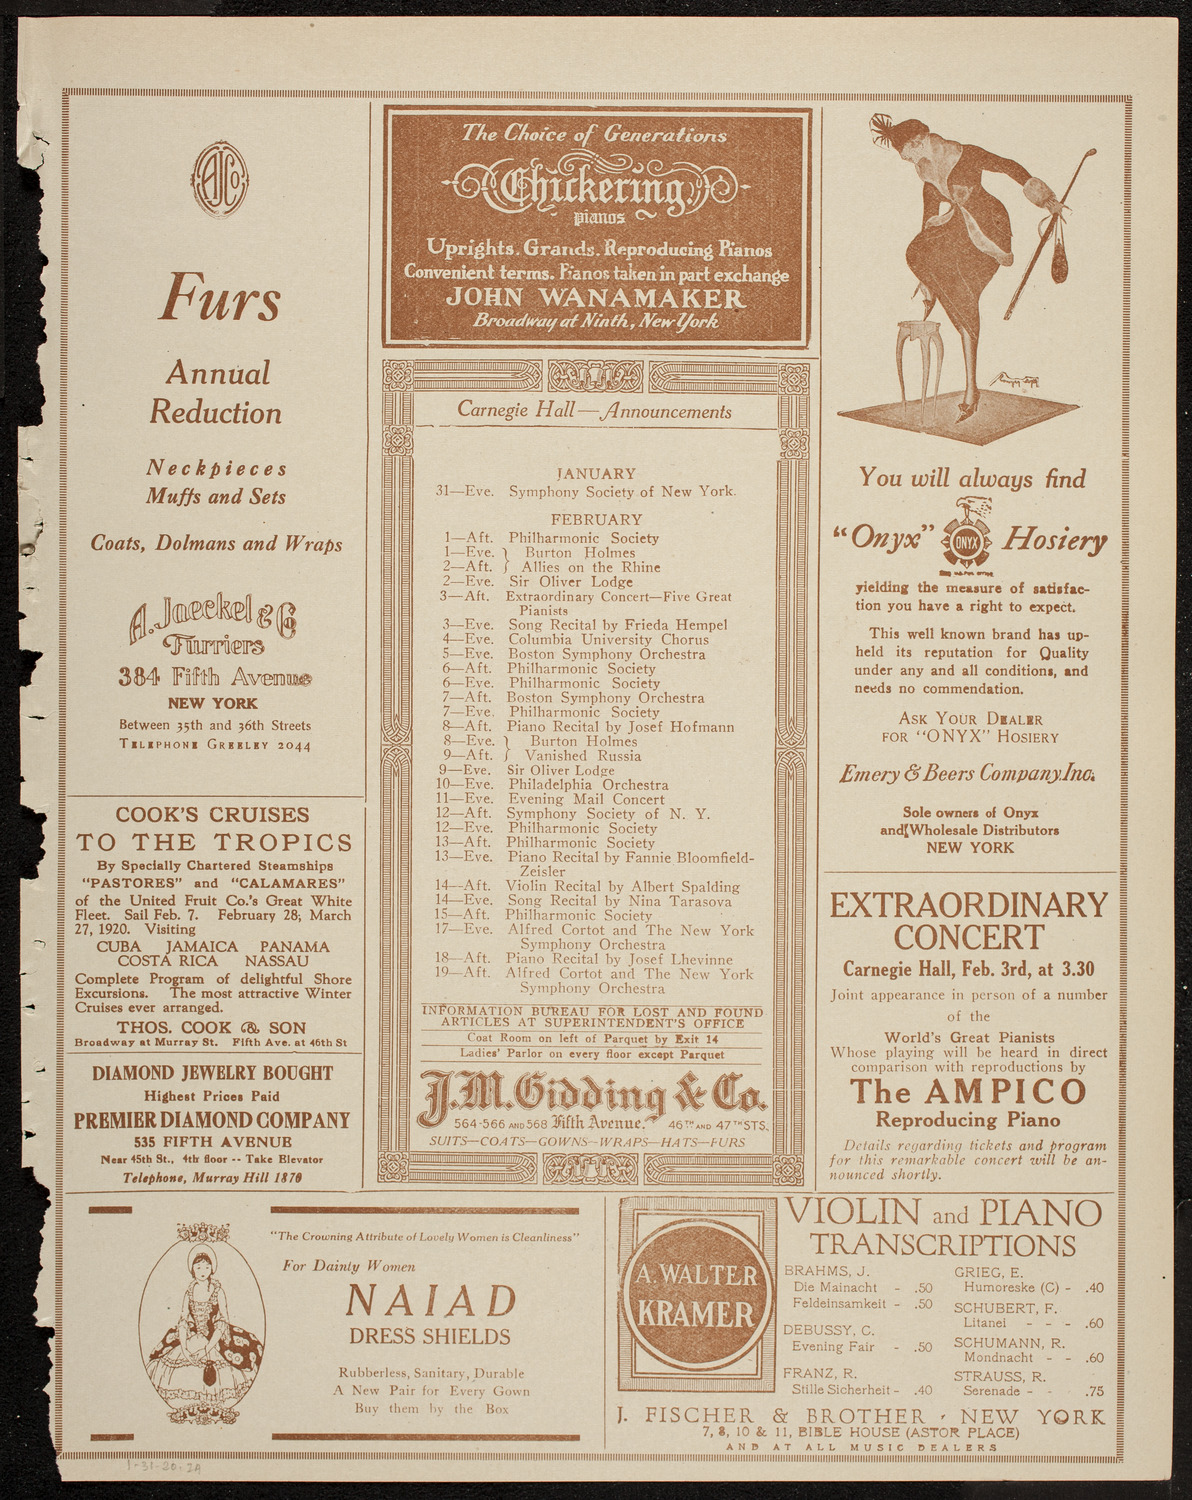 AJCo
Furs
Annual
Reduction
Neckpieces
Muffs and Sets
Coats, Dolmans and Wraps
A. Jaeckel & Co
Furriers
384 Fifth Avenue
NEW YORK
Between 35th and 36th Streets
TELEPHONE GREELEY 2044
COOK'S CRUISES
TO THE TROPICS
By Specially Chartered Steamships
"PASTORES" and "CALAMARES"
of the United Fruit Co.'s Great White
Fleet. Sail Feb. 7. February 28; March
27, 1920. Visiting
CUBA JAMAICA PANAMA
COSTA RICA NASSAU
Complete Program of delightful Shore
Excursions. The most attractive Winter
Cruises ever arranged.
THOS. COOK & SON
Broadway at Murray St. Fifth Ave. at 46th St
DIAMOND JEWELRY BOUGHT
Highest Prices Paid
PREMIER DIAMOND COMPANY
535 FIFTH AVENUE
Near 45th St., 4th floor -- Take Elevator
Telephone, Murray Hill 1870
The Choice of Generations
Chickering
pianos
Uprights. Grands. Reproducing Pianos
Convenient terms. Pianos taken in part exchange
JOHN WANAMAKER
Broadway at Ninth, New York
Carnegie Hall—Announcements
JANUARY
31—Eve. Symphony Society of New York.
FEBRUARY
1—Aft. Philharmonic Society
1—Eve. } Burton Holmes
2—Aft. } Allies on the Rhine
2—Eve. Sir Oliver Lodge
3—Aft. Extraordinary Concert—Five Great
Pianists
3—Eve. Song Recital by Frieda Hempel
4—Eve. Columbia University Chorus
5—Eve. Boston Symphony Orchestra
6—Aft. Philharmonic Society
6—Eve. Philharmonic Society
7—Aft. Boston Symphony Orchestra
7—Eve. Philharmonic Society
8—Aft. Piano Recital by Josef Hofmann
8—Eve. } Burton Holmes
9—Aft. } Vanished Russia
9—Eve. Sir Oliver Lodge
10—Eve. Philadelphia Orchestra
11—Eve. Evening Mail Concert
12—Aft. Symphony Society of N. Y.
12—Eve. Philharmonic Society
13—Aft. Philharmonic Society
13—Eve. Piano Recital by Fannie Bloomfield-
Zeisler
14—Aft. Violin Recital by Albert Spalding
14—Eve. Song Recital by Nina Tarasova
15—Aft. Philharmonic Society
17—Eve. Alfred Cortot and The New York
Symphony Orchestra
18—Aft. Piano Recital by Josef Lhevinne
19—Aft. Alfred Cortot and The New York
Symphony Orchestra
INFORMATION BUREAU FOR LOST AND FOUND
ARTICLES AT SUPERINTENDENT'S OFFICE
Coat Room on left of Parquet by Exit 14
Ladies' Parlor on every floor except Parquet
J.M. Gidding & Co.
564-566 AND 568 Fifth Avenue. 46TH AND 47TH STS.
SUITS—COATS—GOWNS—WRAPS—HATS—FURS
You will always find
"Onyx" ONYX Hosiery
yielding the measure of satisfac-
tion you have a right to expect.
This well known brand has up-
held its reputation for Quality
under any and all conditions, and
needs no commendation.
ASK YOUR DEALER
FOR "ONYX" HOSIERY
Emery & Beers Company, Inc.
Sole owners of Onyx
and Wholesale Distributors
NEW YORK
EXTRAORDINARY
CONCERT
Carnegie Hall, Feb. 3rd, at 3.30
Joint appearance in person of a number
of the
World's Great Pianists
Whose playing will be heard in direct
comparison with reproductions by
The AMPICO
Reproducing Piano
Details regarding tickets and program
for this remarkable concert will be an-
nounced shortly.
"The Crowning Attribute of Lovely Women is Cleanliness"
For Dainty Women
NAIAD
DRESS SHIELDS
Rubberless, Sanitary, Durable
A New Pair for Every Gown
Buy them by the Box
A. WALTER
KRAMER
VIOLIN and PIANO
TRANSCRIPTIONS
BRAHMS, J.
Die Mainacht - .50
Feldeinsamkeit - .50
DEBUSSY, C.
Evening Fair - .50
FRANZ, R.
Stille Sicherheit - .40
GRIEG, E.
Humoreske (C) - .40
SCHUBERT, F.
Litanei - - - .60
SCHUMANN, R.
Mondnacht - - .60
STRAUSS, R.
Serenade - - .75
J. FISCHER & BROTHER, NEW YORK
7, 8, 10 & 11, BIBLE HOUSE (ASTOR PLACE)
AND AT ALL MUSIC DEALERS
1-31-20-2A